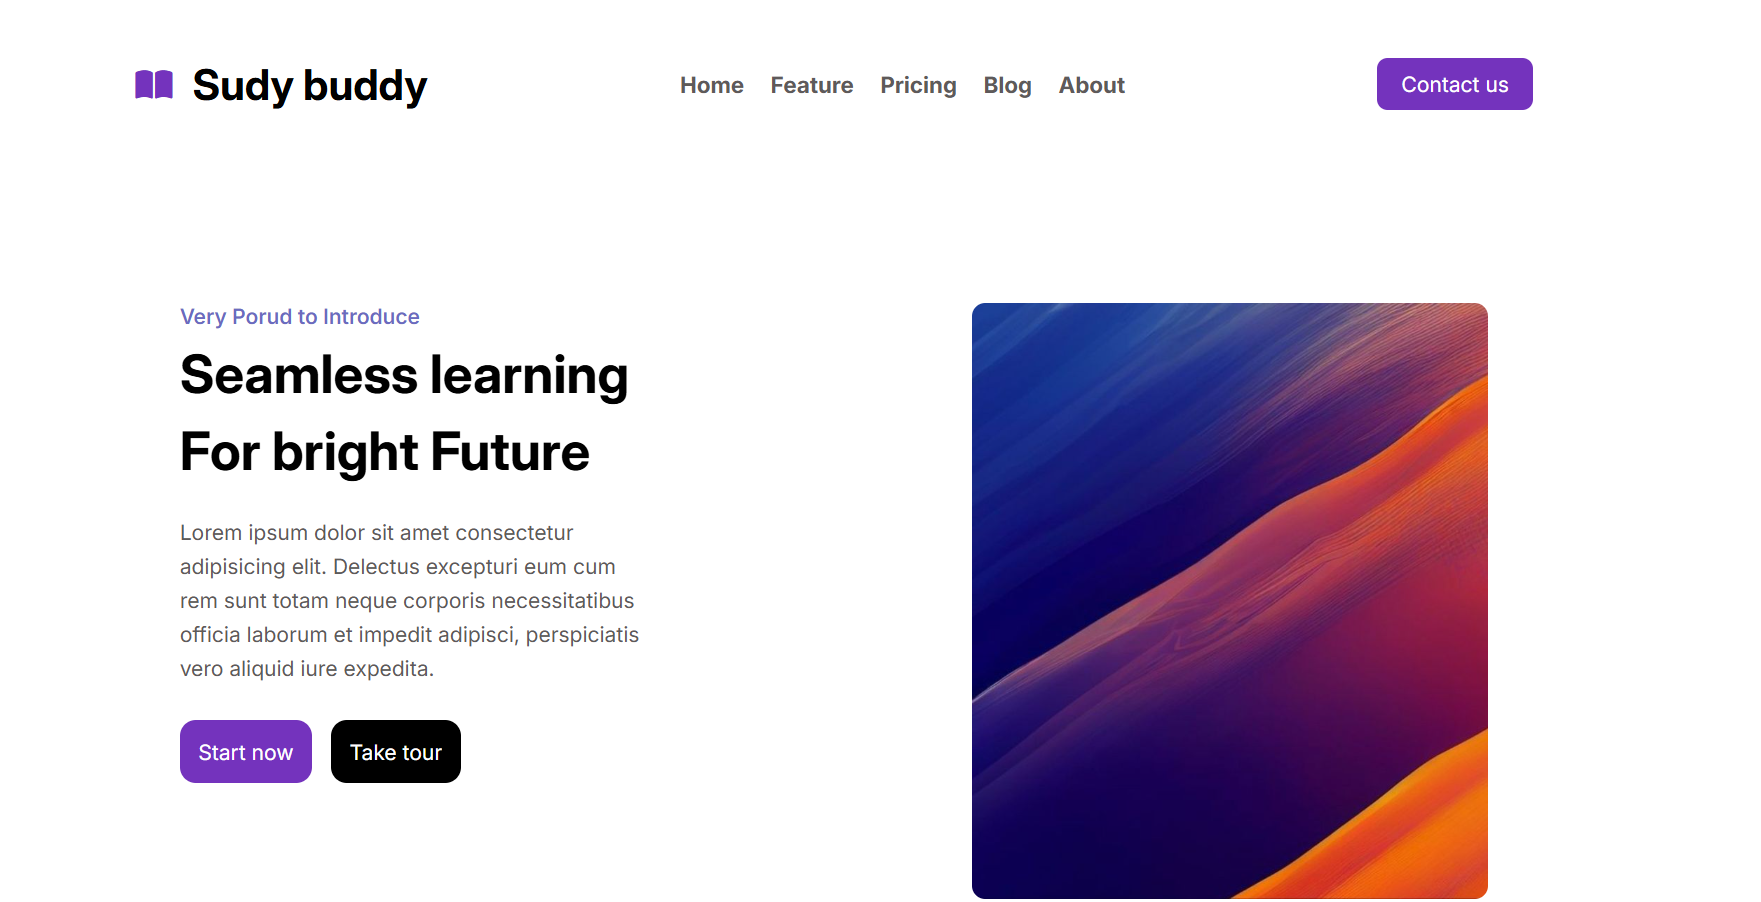 Sudy buddy
Home Feature Pricing Blog About
Contact us
Very Porud to Introduce
Seamless learning
For bright Future
Lorem ipsum dolor sit amet consectetur
adipisicing elit. Delectus excepturi eum cum
rem sunt totam neque corporis necessitatibus
officia laborum et impedit adipisci, perspiciatis
vero aliquid iure expedita.
Start now Take tour